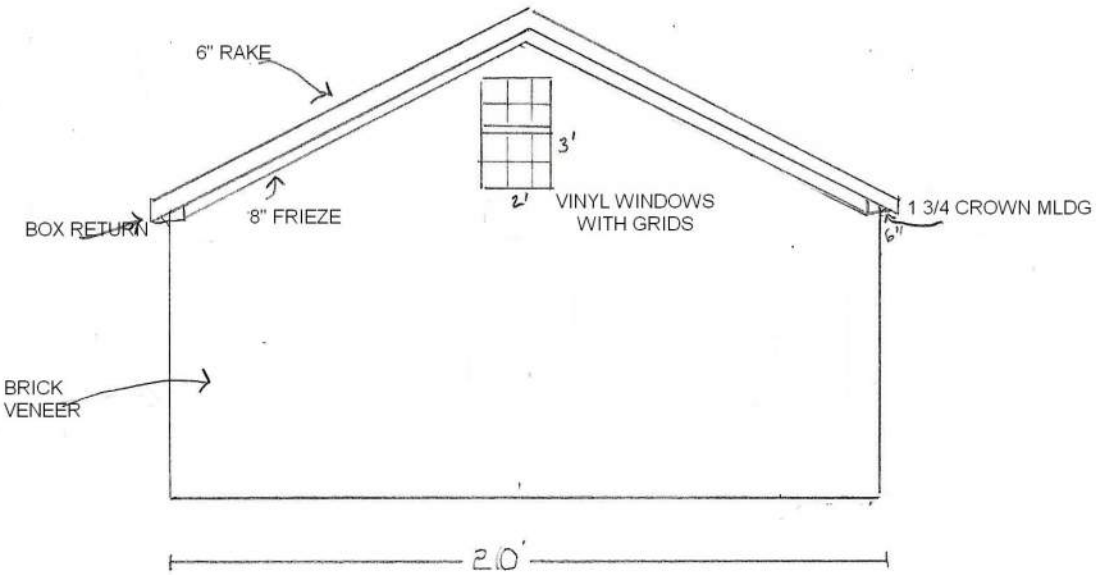 6" RAKE
3'
2'
8" FRIEZE
VINYL WINDOWS
WITH GRIDS
BOX RETURN
1 3/4 CROWN MLDG
6"
BRICK
VENEER
20'